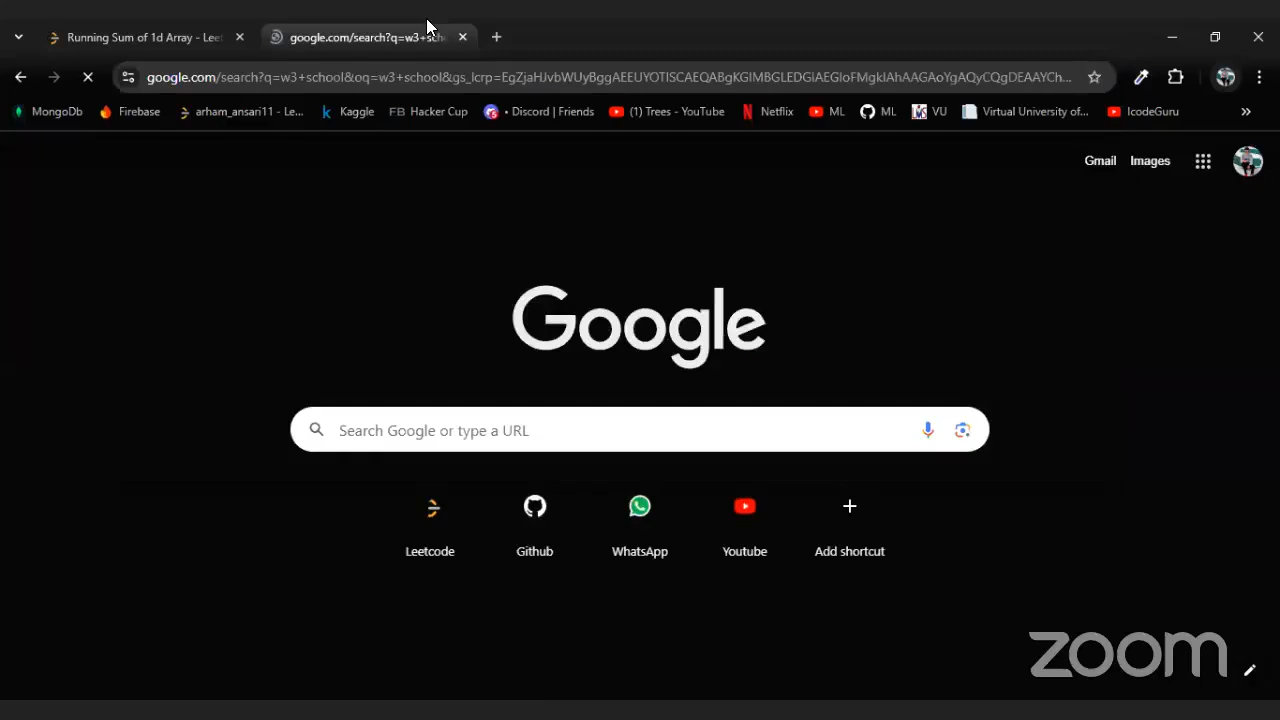 Running Sum of 1d Array - Leet
google.com/search?q=w3+sch
google.com/search?q=w3+school&oq=w3+school&gs_lcrp=EgZjaHJvbWUyBggAEEUYOTISCAEQABgKGIMBGLEDGIAEGIoFMgkIAhAAGAoYgAQyCQgDEAAYCh...
MongoDB
Firebase
arham_ansari11 - Le...
Kaggle
FB Hacker Cup
• Discord | Friends
(1) Trees - YouTube
Netflix
ML
ML
VU
Virtual University of...
IcodeGuru
Gmail
Images
Google
Search Google or type a URL
Leetcode
Github
WhatsApp
Youtube
Add shortcut
zoom